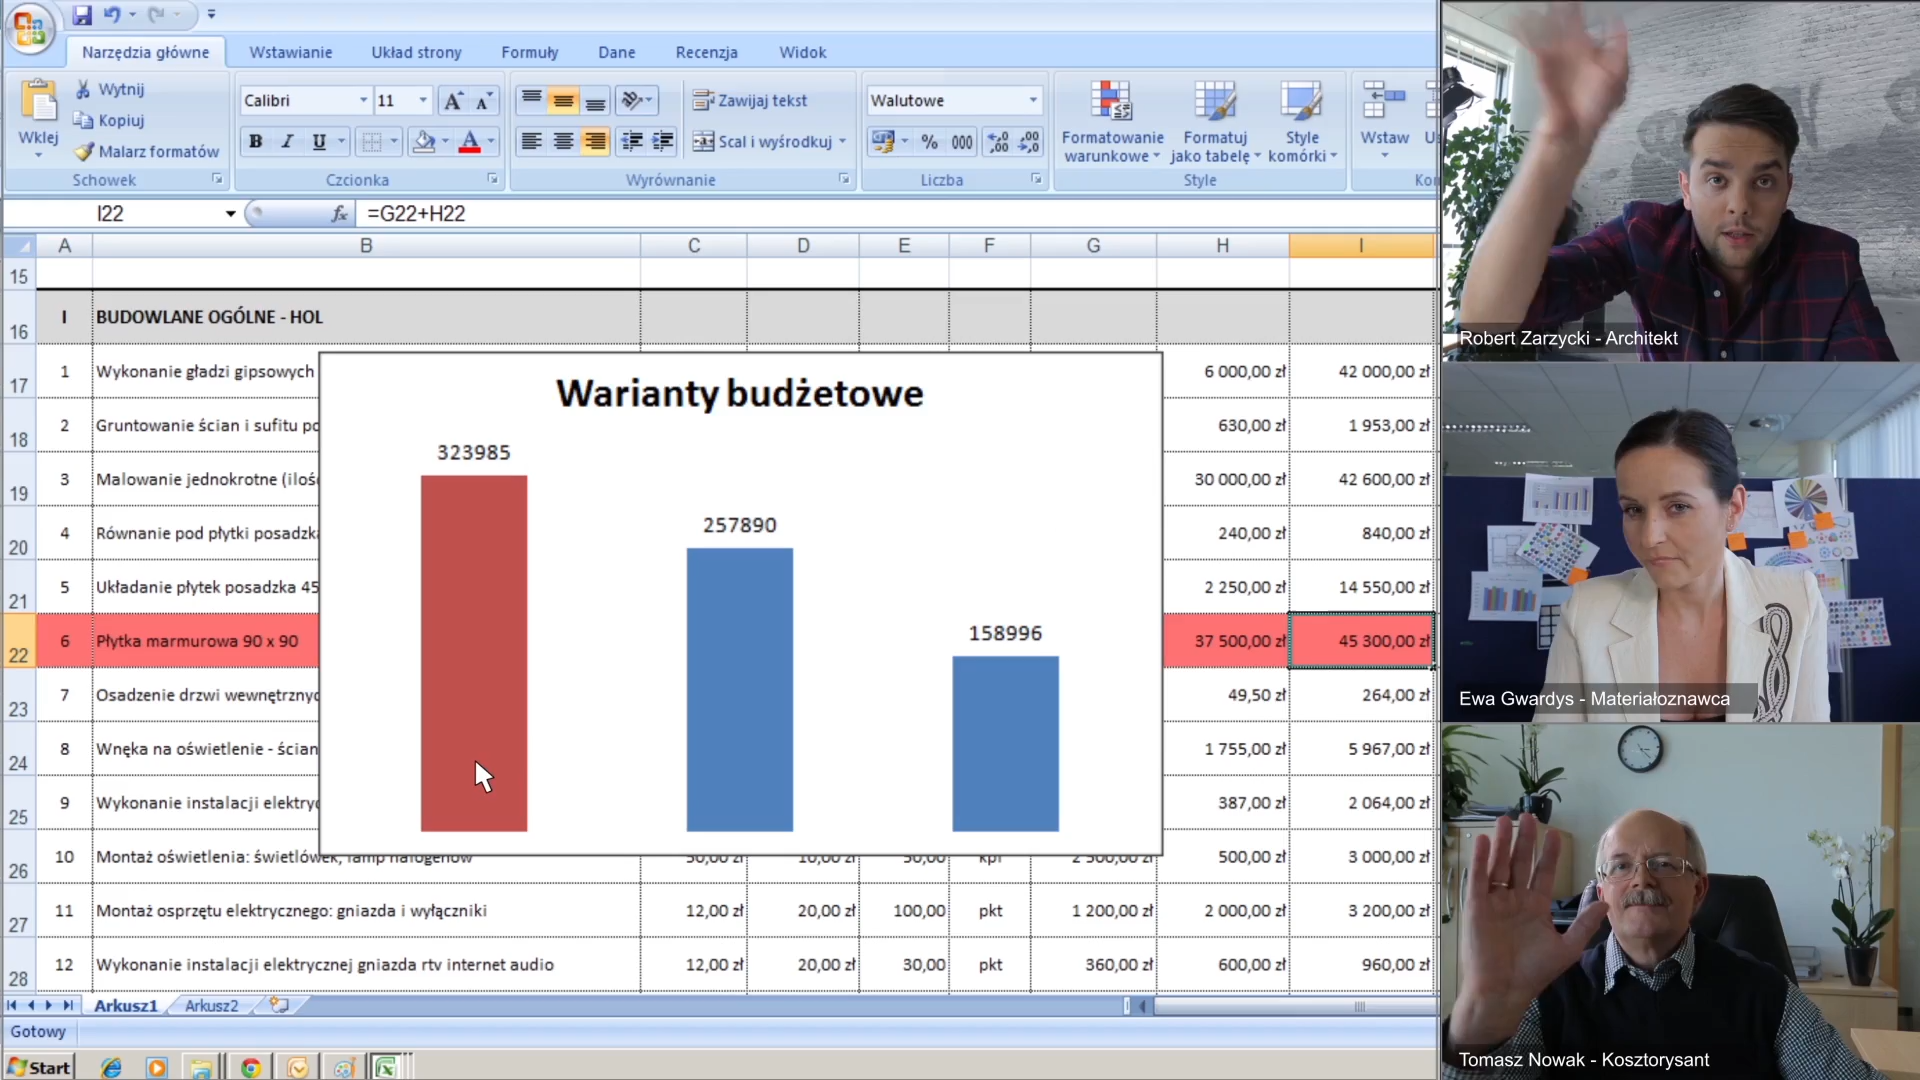 Narzędzia główne Wstawianie Układ strony Formuły Dane Recenzja Widok
Wklej
Wytnij
Kopiuj
Malarz formatów
Schowek
Calibri 11
B I U
Czcionka
Zawijaj tekst
Scal i wyśrodkuj
Wyrównanie
Walutowe
% 000
Liczba
Formatowanie warunkowe
Formatuj jako tabelę
Style komórki
Style
Wstaw
I22 fx =G22+H22
A B C D E F G H I
15
16 I BUDOWLANE OGÓLNE - HOL
17 1 Wykonanie gładzi gipsowych 6 000,00 zł 42 000,00 zł
18 2 Gruntowanie ścian i sufitu 630,00 zł 1 953,00 zł
19 3 Malowanie jednokrotne 30 000,00 zł 42 600,00 zł
20 4 Równanie pod płytki 240,00 zł 840,00 zł
21 5 Układanie płytek posadzka 45 2 250,00 zł 14 550,00 zł
22 6 Płytka marmurowa 90 x 90 37 500,00 zł 45 300,00 zł
23 7 Osadzenie drzwi 49,50 zł 264,00 zł
24 8 Wnęka na oświetlenie - 1 755,00 zł 5 967,00 zł
25 9 Wykonanie instalacji 387,00 zł 2 064,00 zł
26 10 Montaż oświetlenia: świetlówek, lamp halogenów 500,00 zł 3 000,00 zł
27 11 Montaż osprzętu elektrycznego: gniazda i wyłączniki 12,00 zł 20,00 zł 100,00 pkt 1 200,00 zł 2 000,00 zł 3 200,00 zł
28 12 Wykonanie instalacji elektrycznej gniazda rtv internet audio 12,00 zł 20,00 zł 30,00 pkt 360,00 zł 600,00 zł 960,00 zł
Warianty budżetowe
323985
257890
158996
Arkusz1 Arkusz2
Gotowy
Start
Robert Zarzycki - Architekt
Ewa Gwardys - Materiałoznawca
Tomasz Nowak - Kosztorysant